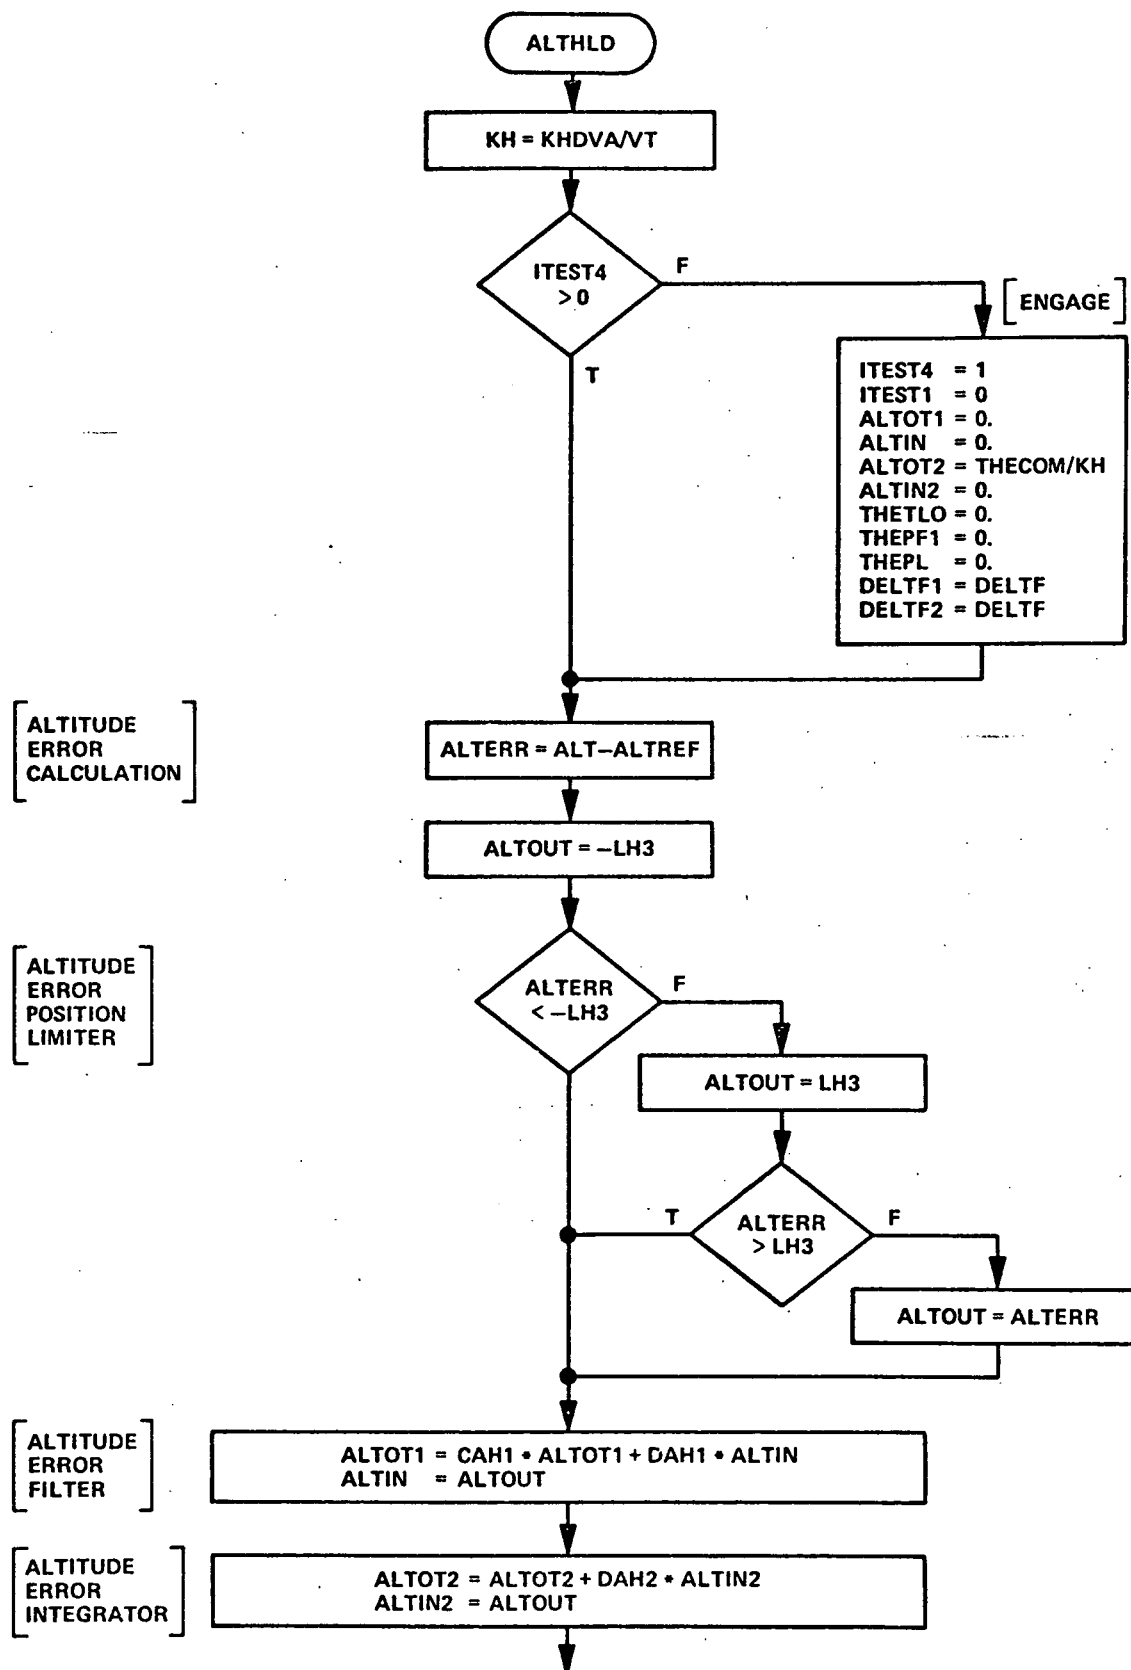 ALTHLD
KH = KHDVA/VT
ITEST4
> 0
F
T
[ENGAGE]
ITEST4 = 1
ITEST1 = 0
ALTOT1 = 0.
ALTIN = 0.
ALTOT2 = THECOM/KH
ALTIN2 = 0.
THETLO = 0.
THEPF1 = 0.
THEPL = 0.
DELTF1 = DELTF
DELTF2 = DELTF
ALTITUDE
ERROR
CALCULATION
ALTERR = ALT–ALTREF
ALTOUT = –LH3
ALTITUDE
ERROR
POSITION
LIMITER
ALTERR
< –LH3
F
ALTOUT = LH3
T
ALTERR
> LH3
F
ALTOUT = ALTERR
ALTITUDE
ERROR
FILTER
ALTOT1 = CAH1 * ALTOT1 + DAH1 * ALTIN
ALTIN = ALTOUT
ALTITUDE
ERROR
INTEGRATOR
ALTOT2 = ALTOT2 + DAH2 * ALTIN2
ALTIN2 = ALTOUT